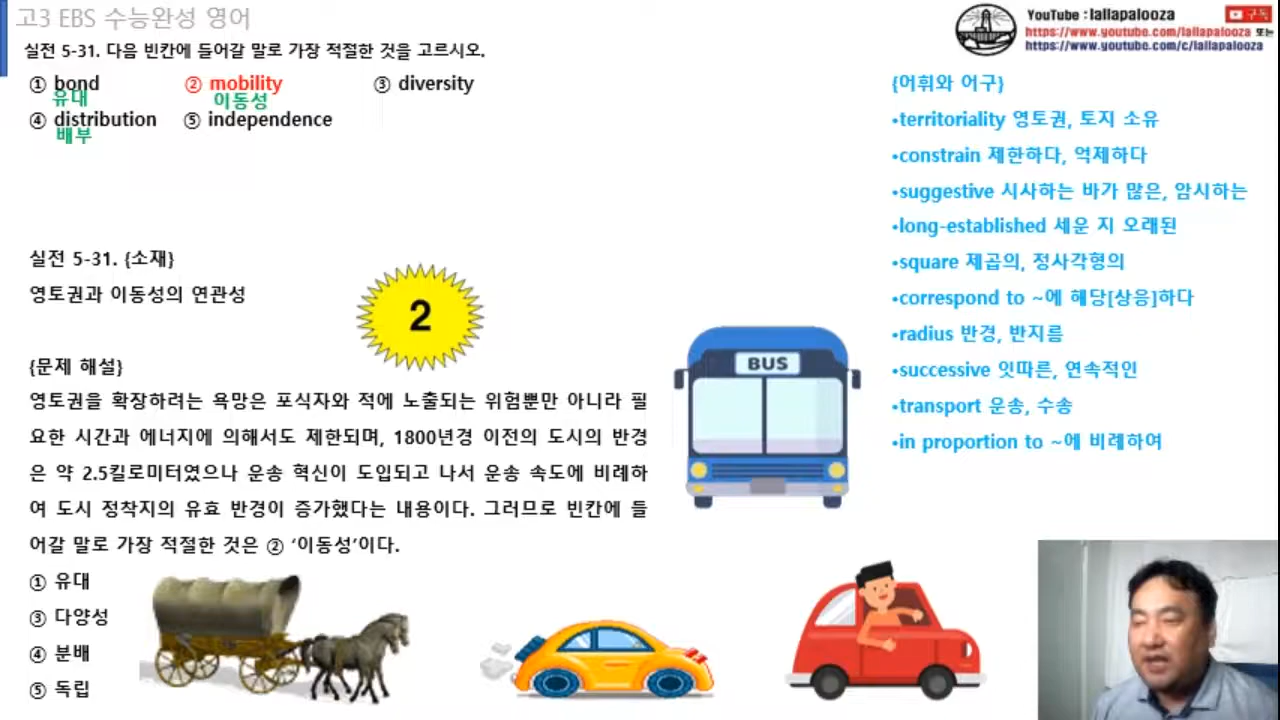 고3 EBS 수능완성 영어
YouTube : lallapalooza
구독
https://www.youtube.com/lallapalooza 또는
https://www.youtube.com/c/lallapalooza
실전 5-31. 다음 빈칸에 들어갈 말로 가장 적절한 것을 고르시오.
① bond ② mobility ③ diversity
유대 이동성
④ distribution ⑤ independence
배부
실전 5-31. {소재}
영토권과 이동성의 연관성
2
{문제 해설}
영토권을 확장하려는 욕망은 포식자와 적에 노출되는 위험뿐만 아니라 필
요한 시간과 에너지에 의해서도 제한되며, 1800년경 이전의 도시의 반경
은 약 2.5킬로미터였으나 운송 혁신이 도입되고 나서 운송 속도에 비례하
여 도시 정착지의 유효 반경이 증가했다는 내용이다. 그러므로 빈칸에 들
어갈 말로 가장 적절한 것은 ② ‘이동성’이다.
① 유대
③ 다양성
④ 분배
⑤ 독립
BUS
{어휘와 어구}
•territoriality 영토권, 토지 소유
•constrain 제한하다, 억제하다
•suggestive 시사하는 바가 많은, 암시하는
•long-established 세운 지 오래된
•square 제곱의, 정사각형의
•correspond to ~에 해당[상응]하다
•radius 반경, 반지름
•successive 잇따른, 연속적인
•transport 운송, 수송
•in proportion to ~에 비례하여